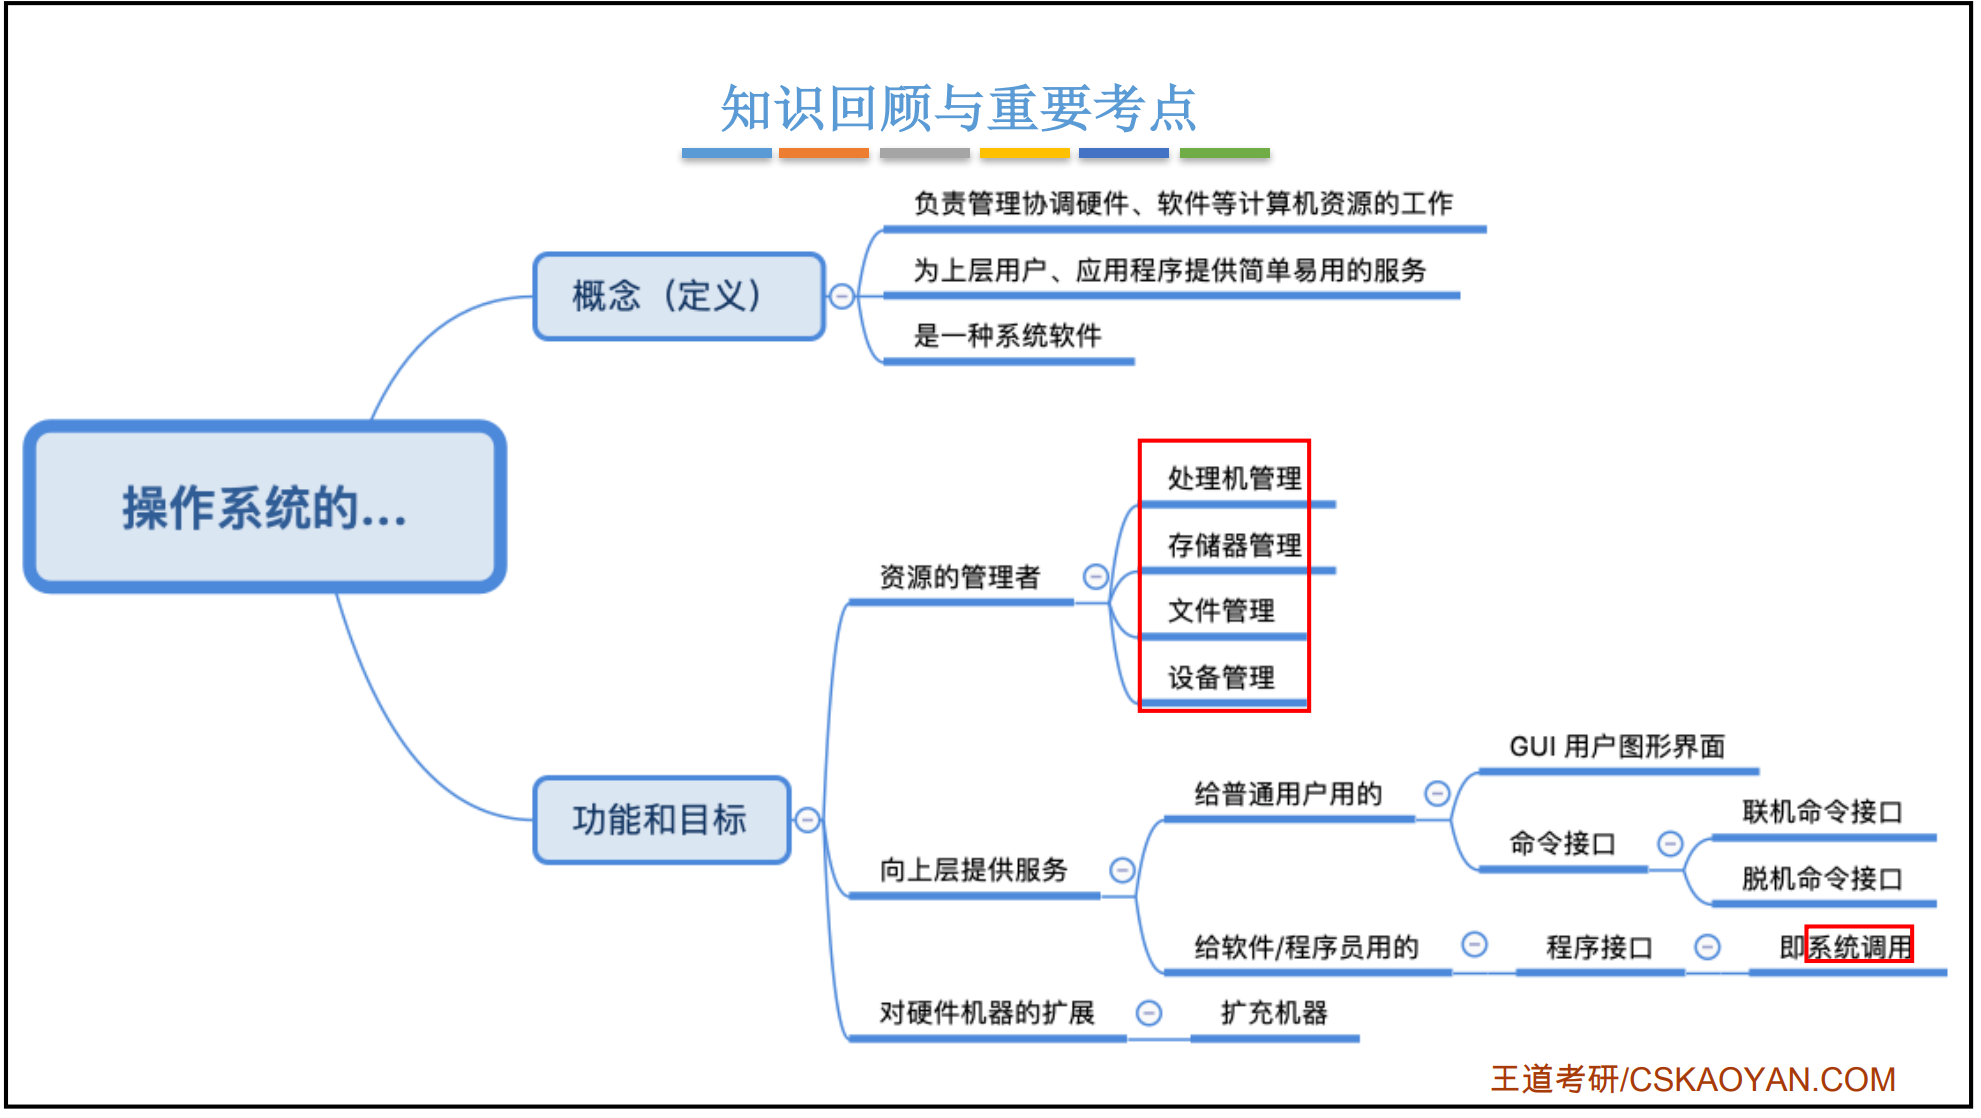 知识回顾与重要考点
负责管理协调硬件、软件等计算机资源的工作
概念（定义）
为上层用户、应用程序提供简单易用的服务
是一种系统软件
操作系统的...
处理机管理
存储器管理
资源的管理者
文件管理
设备管理
功能和目标
GUI 用户图形界面
给普通用户用的
联机命令接口
命令接口
脱机命令接口
向上层提供服务
给软件/程序员用的
程序接口
即系统调用
对硬件机器的扩展
扩充机器
王道考研/CSKAOYAN.COM